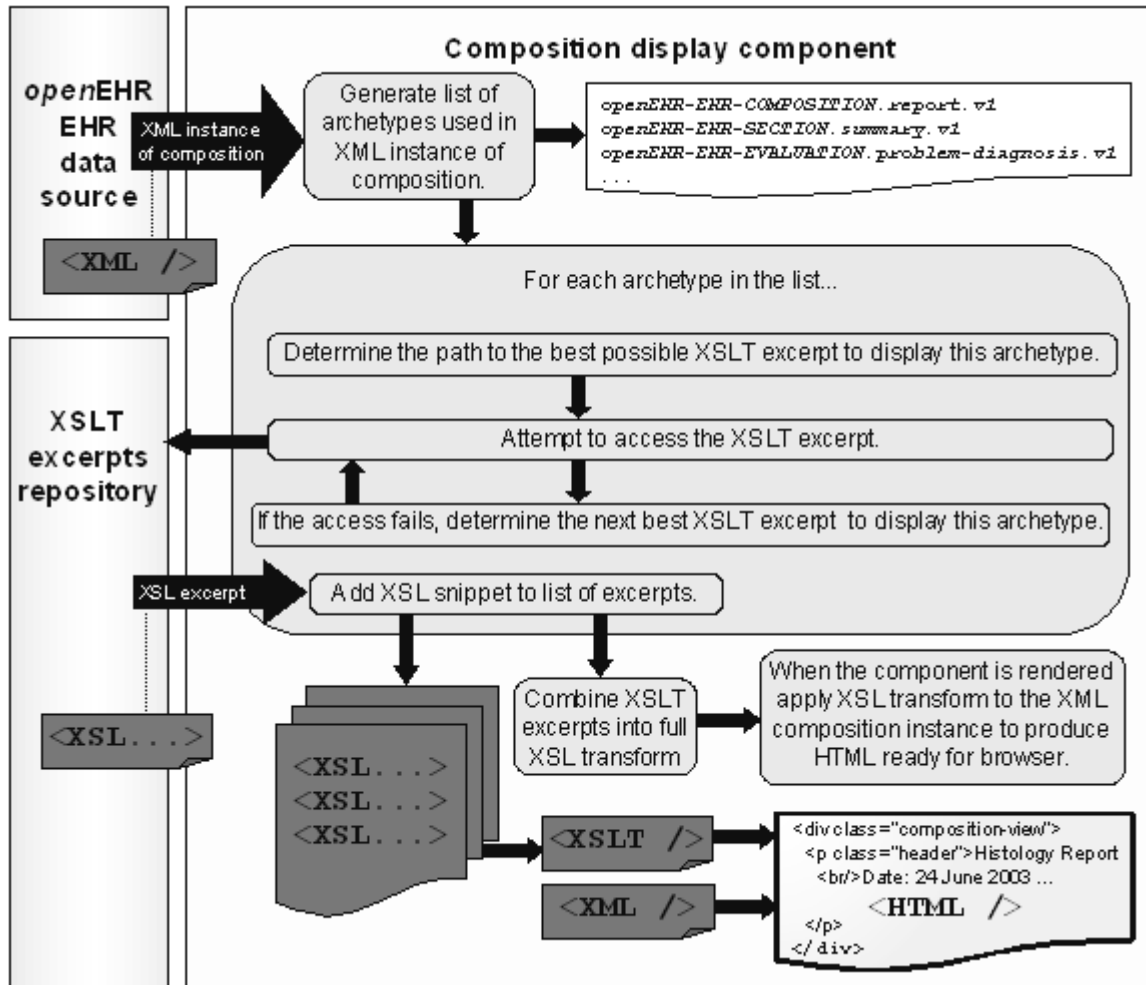 Composition display component
openEHR
EHR
data
source
XML instance
of composition
<XML />
Generate list of
archetypes used in
XML instance of
composition.
openEHR-EHR-COMPOSITION.report.v1
openEHR-EHR-SECTION.summary.v1
openEHR-EHR-EVALUATION.problem-diagnosis.v1
...
For each archetype in the list...
Determine the path to the best possible XSLT excerpt to display this archetype.
Attempt to access the XSLT excerpt.
If the access fails, determine the next best XSLT excerpt to display this archetype.
XSLT
excerpts
repository
XSL excerpt
Add XSL snippet to list of excerpts.
<XSL...>
Combine XSLT
excerpts into full
XSL transform
When the component is rendered
apply XSL transform to the XML
composition instance to produce
HTML ready for browser.
<XSL...>
<XSL...>
<XSL...>
<XSLT />
<XML />
<div class="composition-view">
<p class="header">Histology Report
<br/>Date: 24 June 2003 ...
<HTML />
</p>
</div>